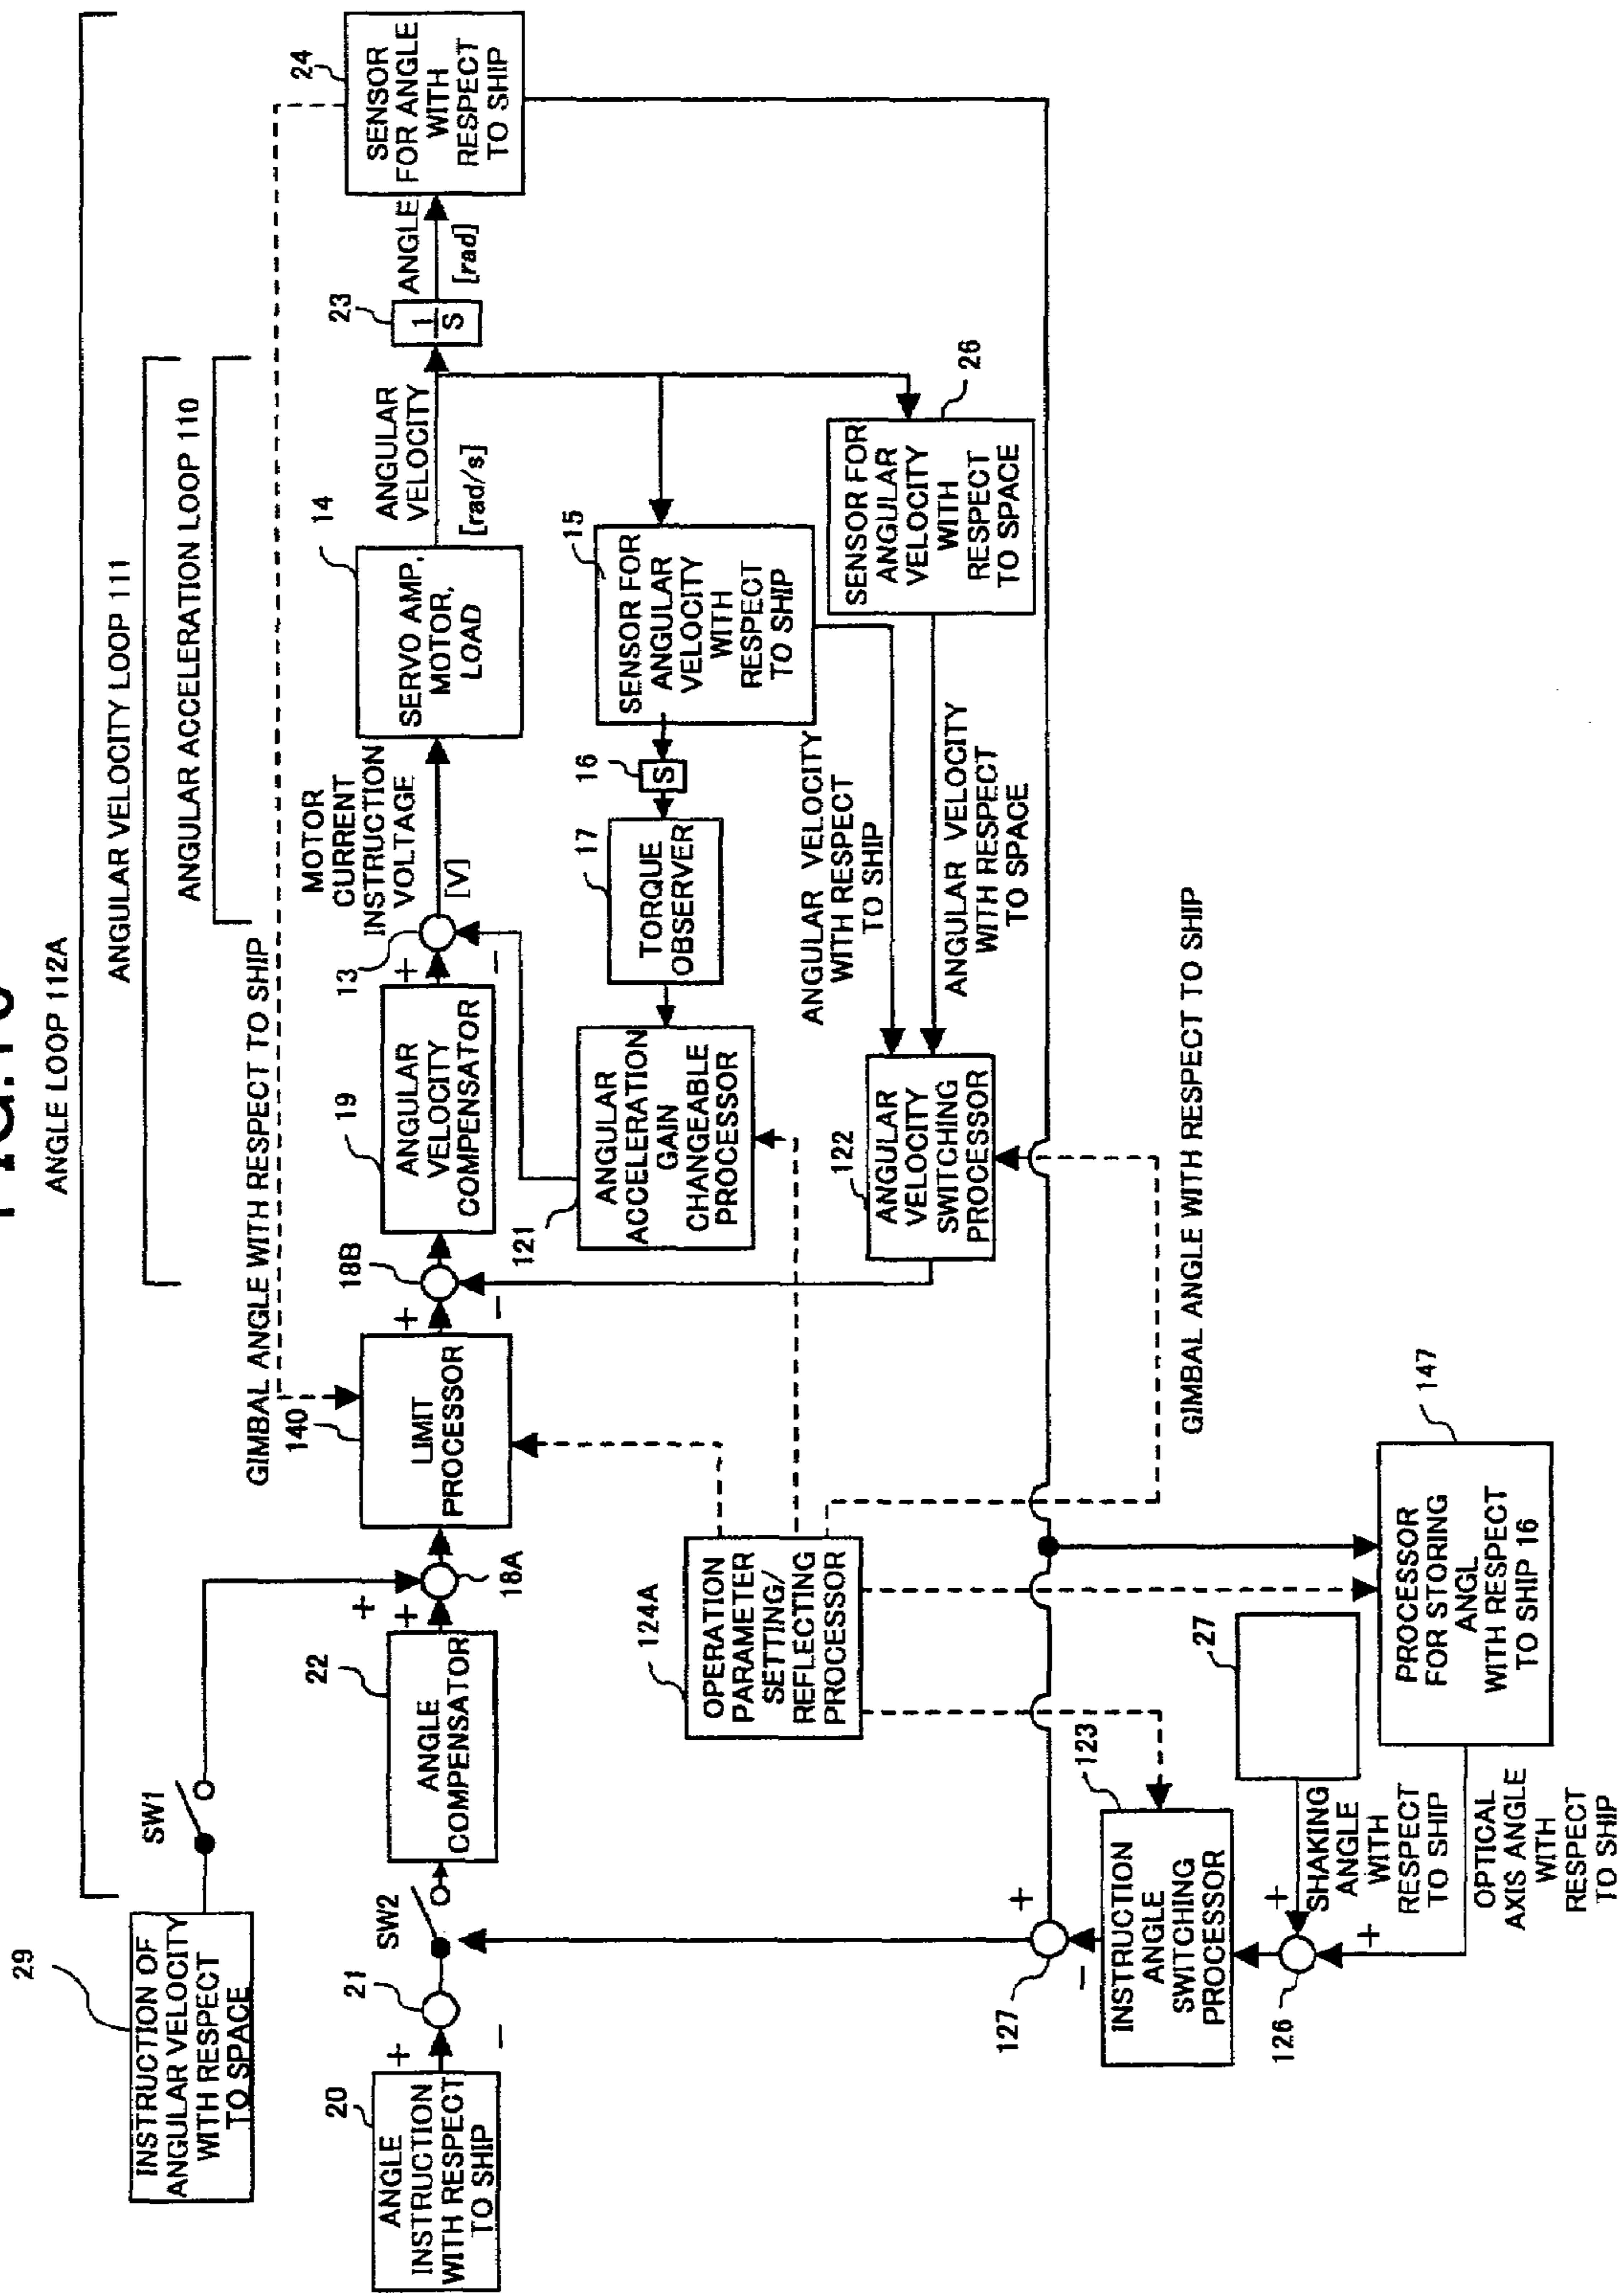 ANGLE LOOP 112A
ANGULAR VELOCITY LOOP 111
ANGULAR ACCELERATION LOOP 110
GIMBAL ANGLE WITH RESPECT TO SHIP
29
INSTRUCTION OF
ANGULAR VELOCITY
WITH RESPECT
TO SPACE
SW1
20
ANGLE
INSTRUCTION
WITH RESPECT
TO SHIP
+
−
21
SW2
22
ANGLE
COMPENSATOR
+
+
18A
140
LIMIT
PROCESSOR
+
−
18B
19
ANGULAR
VELOCITY
COMPENSATOR
+
−
13
MOTOR
CURRENT
INSTRUCTION
VOLTAGE
[V]
14
SERVO AMP,
MOTOR,
LOAD
ANGULAR
VELOCITY
[rad/s]
23
1
S
ANGLE
[rad]
24
SENSOR
FOR ANGLE
WITH
RESPECT
TO SHIP
121
ANGULAR
ACCELERATION
GAIN
CHANGEABLE
PROCESSOR
17
TORQUE
OBSERVER
16
S
15
SENSOR FOR
ANGULAR
VELOCITY
WITH
RESPECT
TO SHIP
26
SENSOR FOR
ANGULAR
VELOCITY
WITH
RESPECT
TO SPACE
ANGULAR VELOCITY
WITH RESPECT
TO SHIP
ANGULAR VELOCITY
WITH RESPECT
TO SPACE
122
ANGULAR
VELOCITY
SWITCHING
PROCESSOR
124A
OPERATION
PARAMETER
SETTING/
REFLECTING
PROCESSOR
GIMBAL ANGLE WITH RESPECT TO SHIP
127
+
−
123
INSTRUCTION
ANGLE
SWITCHING
PROCESSOR
27
SHAKING
ANGLE
WITH
RESPECT
TO SHIP
+
+
126
147
PROCESSOR
FOR STORING
ANGL
WITH RESPECT
TO SHIP 16
OPTICAL
AXIS ANGLE
WITH
RESPECT
TO SHIP